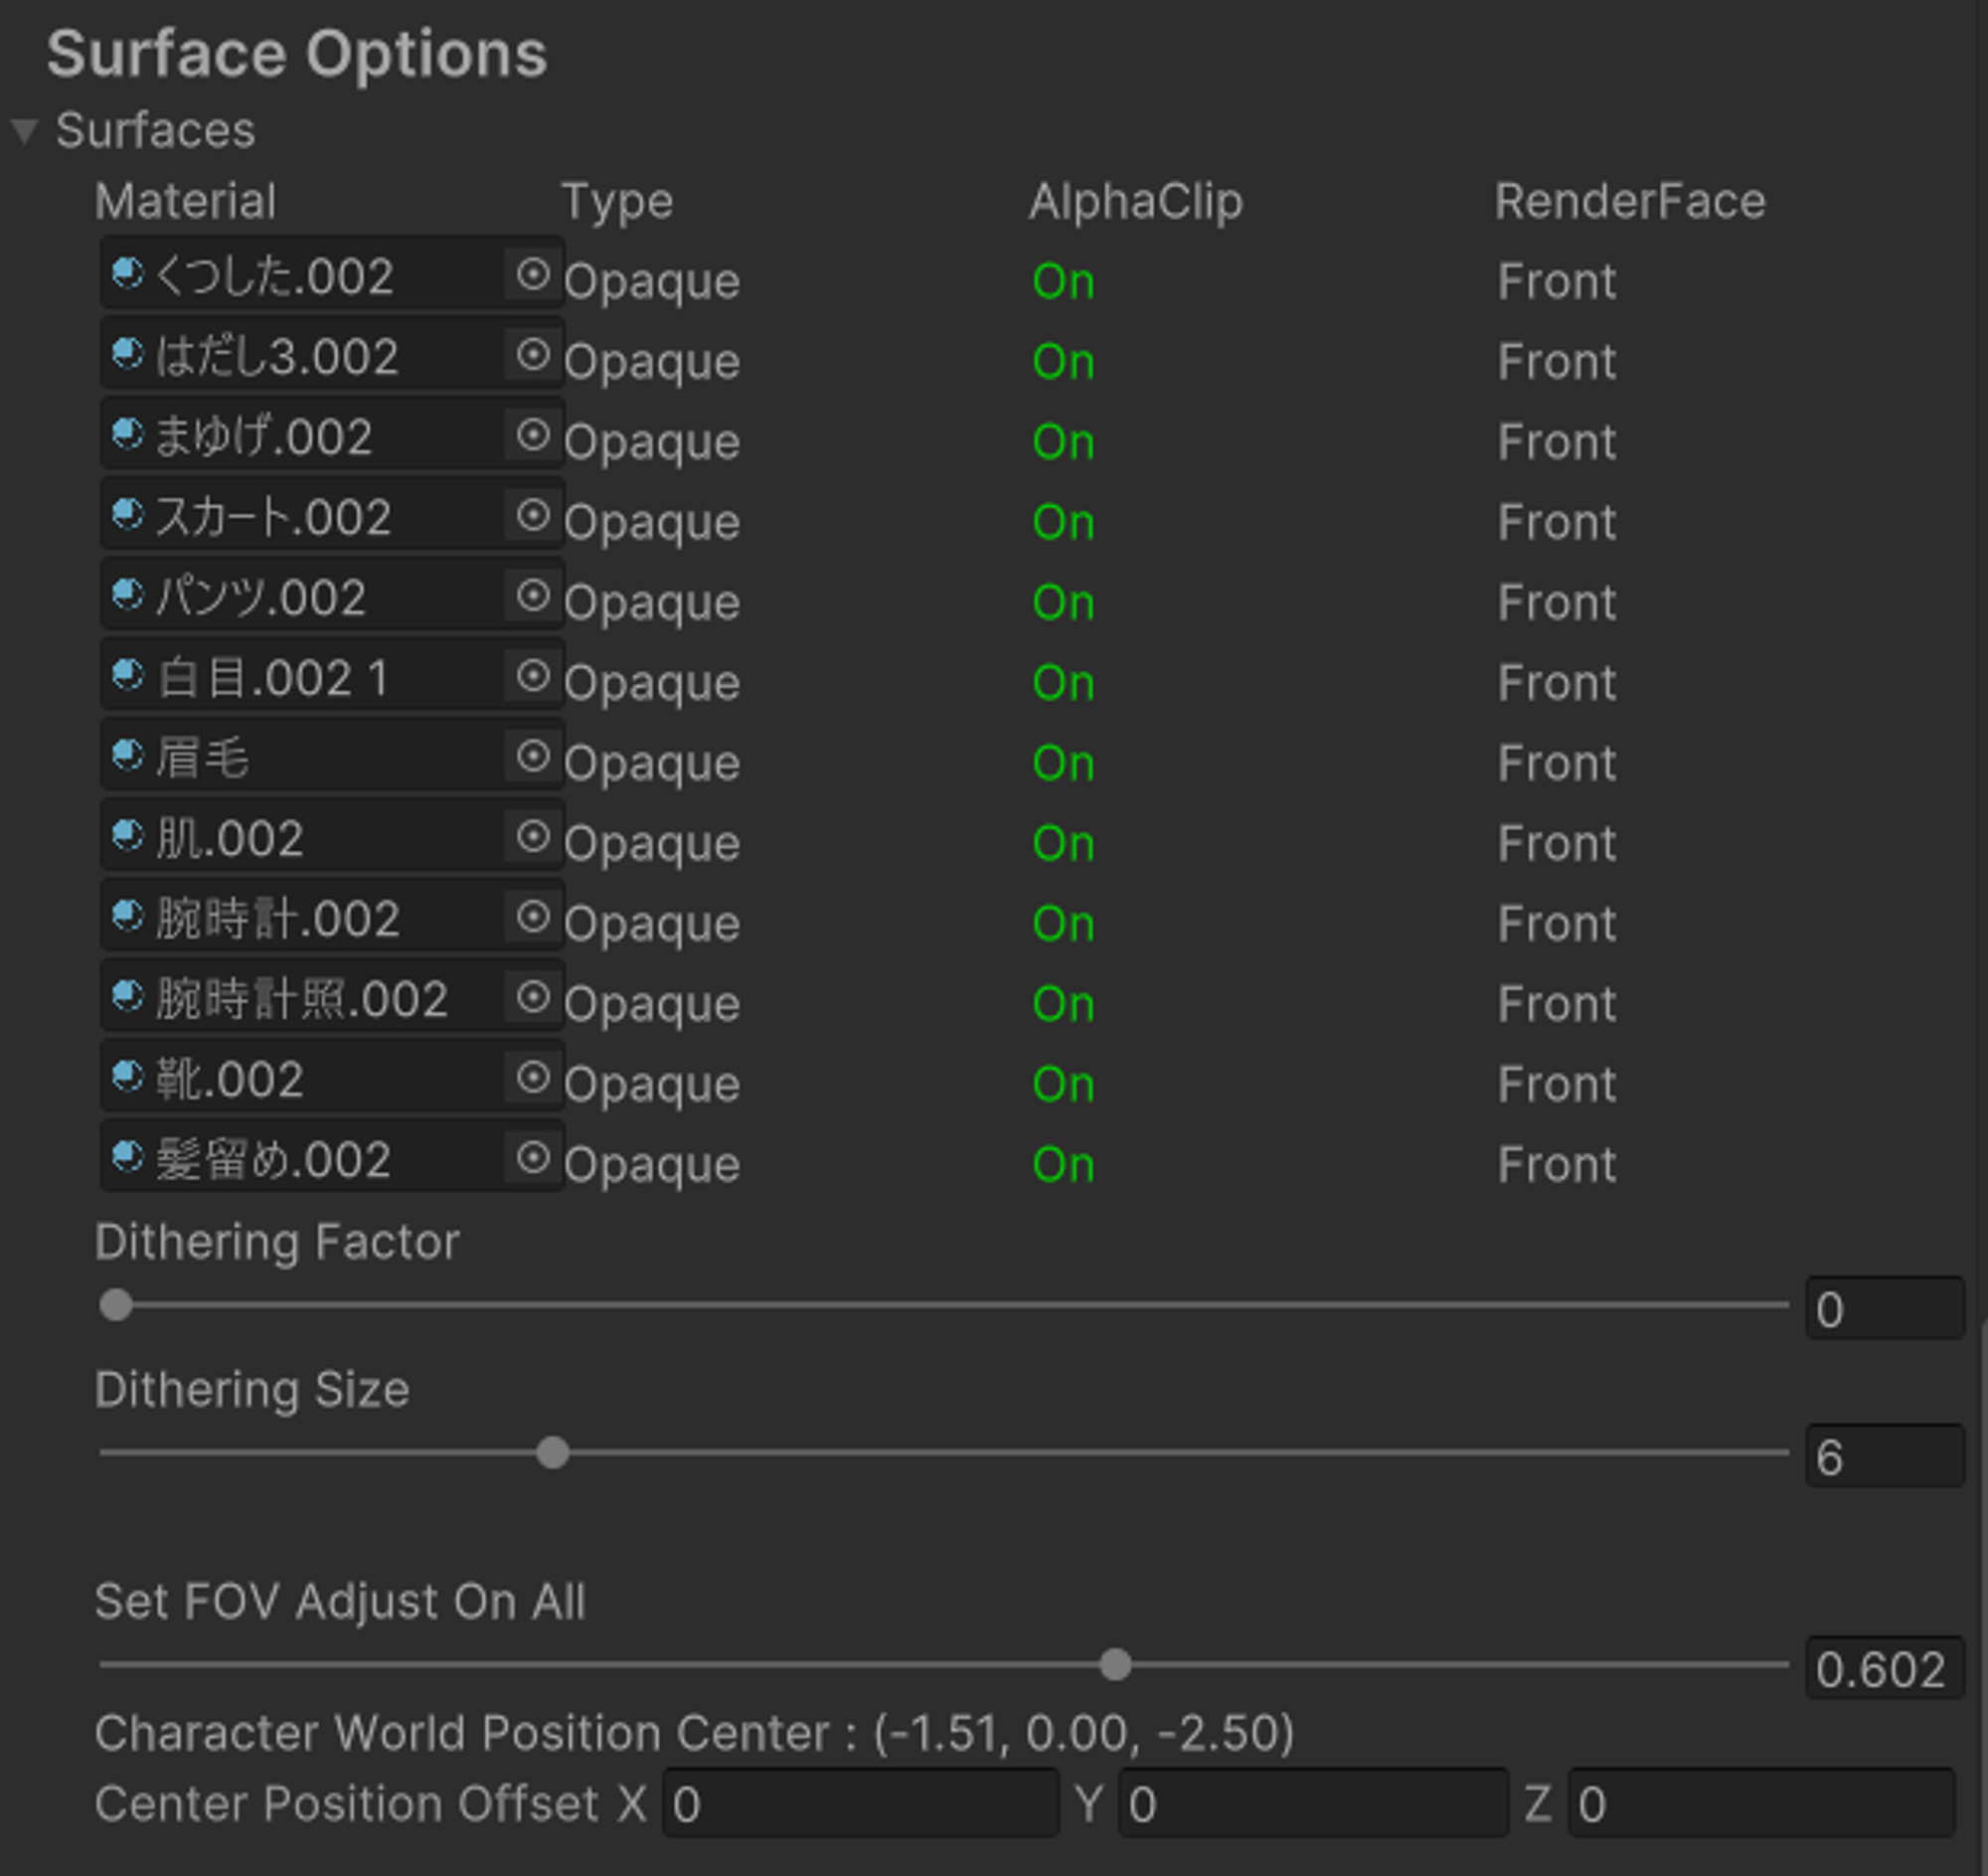 Surface Options
Surfaces
Material Type AlphaClip RenderFace
くつした.002 Opaque On Front
はだし3.002 Opaque On Front
まゆげ.002 Opaque On Front
スカート.002 Opaque On Front
パンツ.002 Opaque On Front
白目.002 1 Opaque On Front
眉毛 Opaque On Front
肌.002 Opaque On Front
腕時計.002 Opaque On Front
腕時計照.002 Opaque On Front
靴.002 Opaque On Front
髪留め.002 Opaque On Front
Dithering Factor
0
Dithering Size
6
Set FOV Adjust On All
0.602
Character World Position Center : (-1.51, 0.00, -2.50)
Center Position Offset X 0 Y 0 Z 0